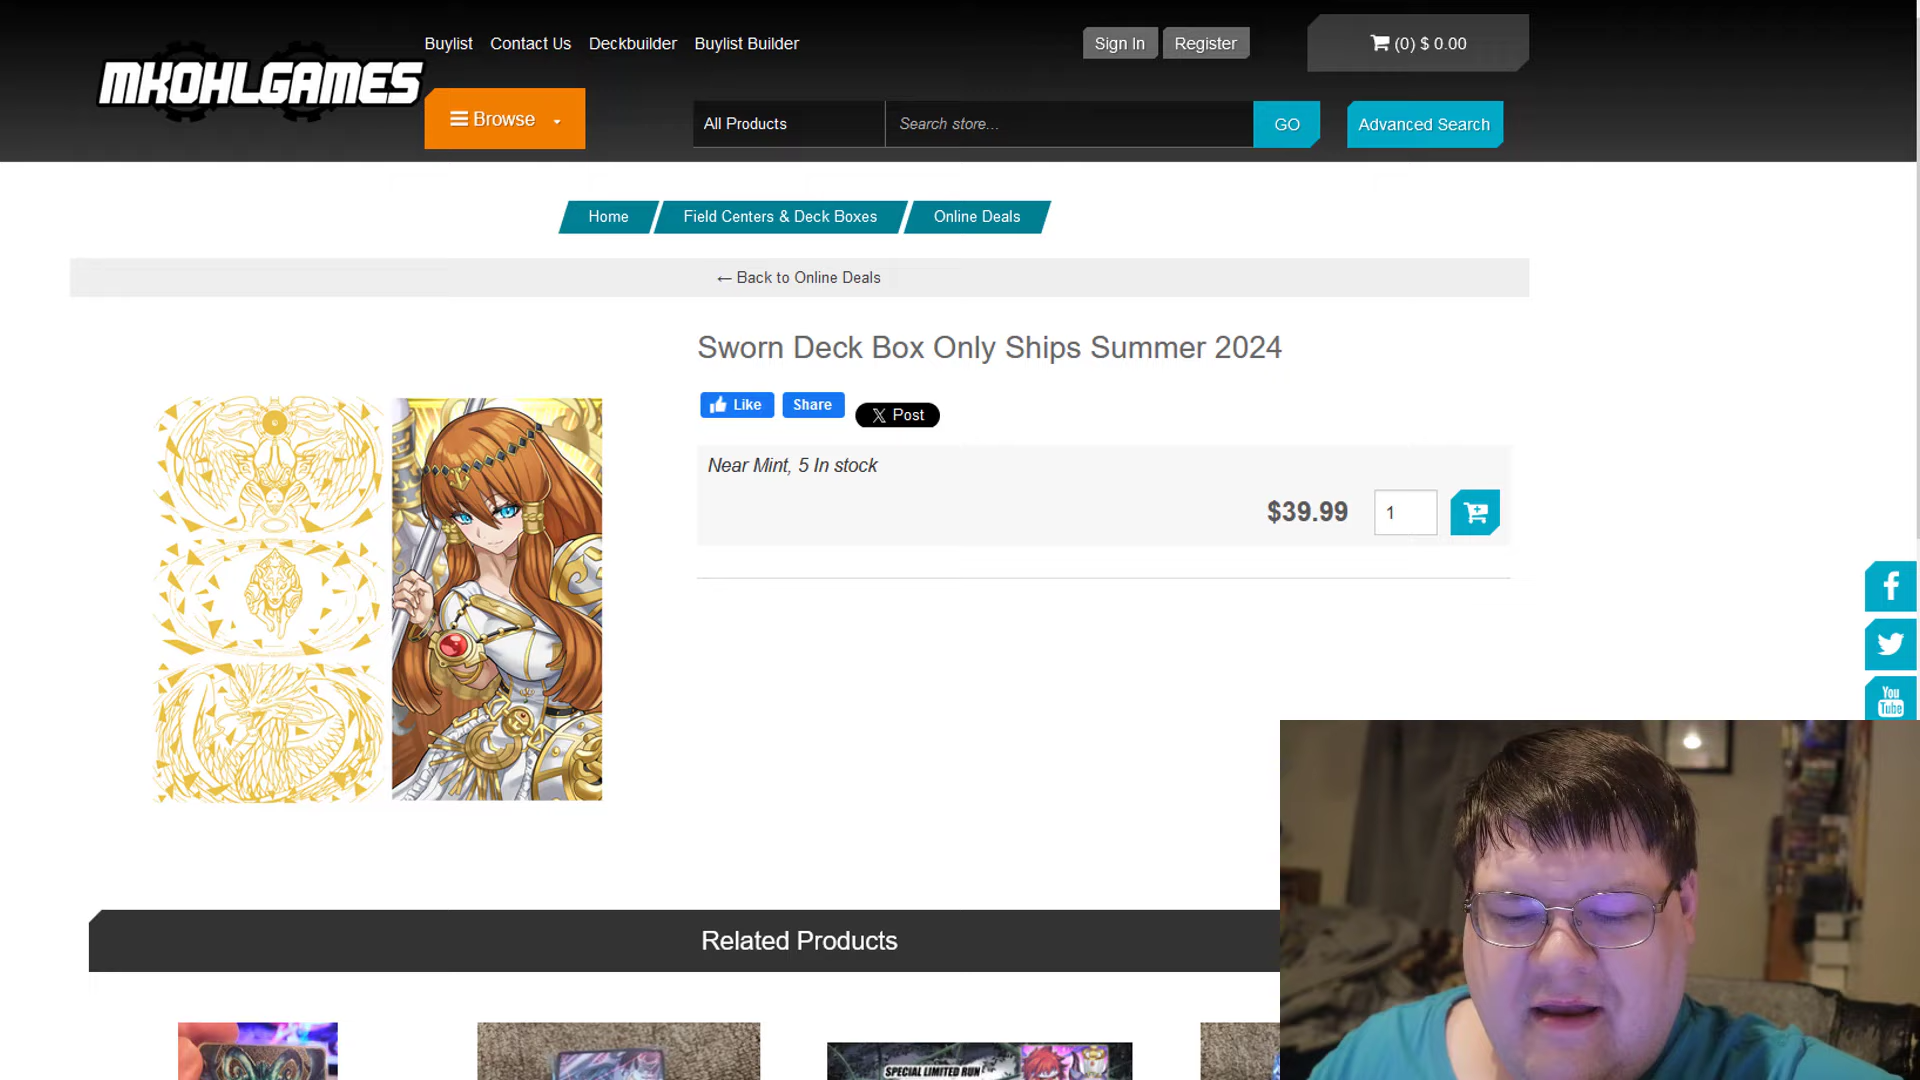 Buylist Contact Us Deckbuilder Buylist Builder
Sign In Register
(0) $ 0.00
MKOHLGAMES
Browse
All Products
Search store...
GO
Advanced Search
Home Field Centers & Deck Boxes Online Deals
← Back to Online Deals
Sworn Deck Box Only Ships Summer 2024
Like Share
X Post
Near Mint, 5 In stock
$39.99 1
You
Tube
Related Products
SPECIAL LIMITED RUN